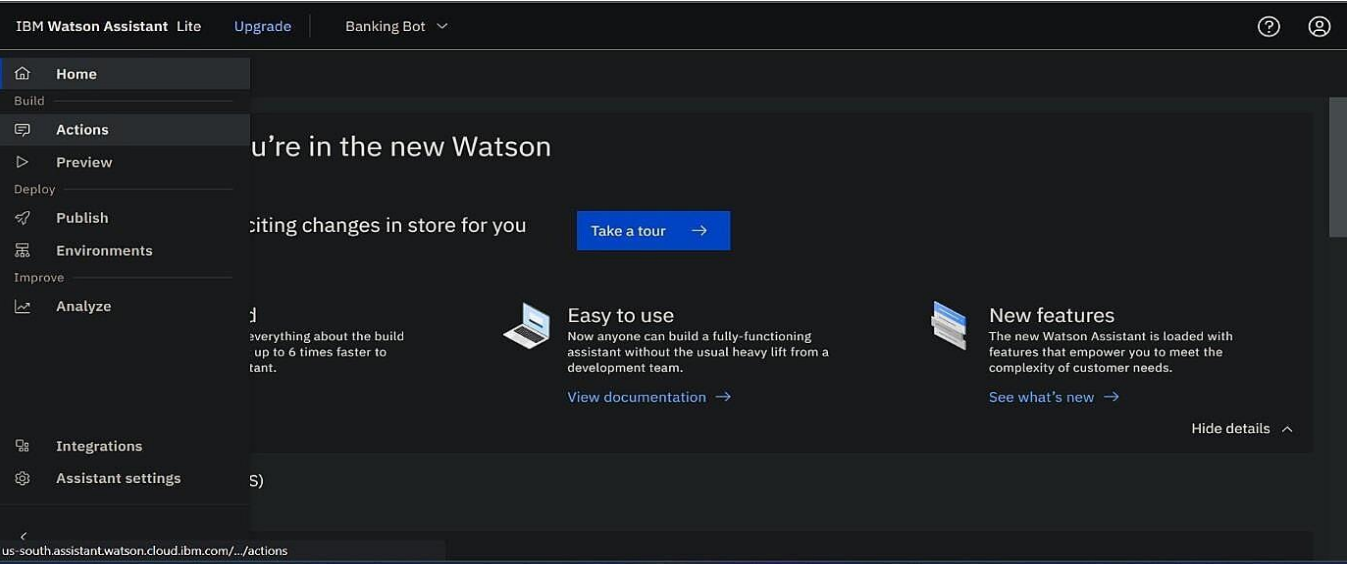 IBM Watson Assistant Lite Upgrade Banking Bot
Home
Build
Actions
Preview
Deploy
Publish
Environments
Improve
Analyze
Integrations
Assistant settings
u're in the new Watson
citing changes in store for you
Take a tour
everything about the build
up to 6 times faster to
tant.
Easy to use
Now anyone can build a fully-functioning
assistant without the usual heavy lift from a
development team.
View documentation
New features
The new Watson Assistant is loaded with
features that empower you to meet the
complexity of customer needs.
See what's new
Hide details
S)
us-south.assistant.watson.cloud.ibm.com/.../actions